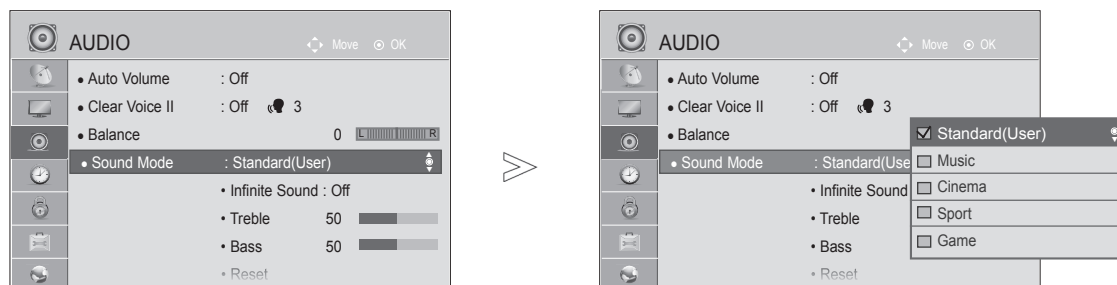 AUDIO
Move OK
• Auto Volume : Off
• Clear Voice II : Off 3
• Balance 0 L R
• Sound Mode : Standard(User)
• Infinite Sound : Off
• Treble 50
• Bass 50
• Reset
>
AUDIO
Move OK
• Auto Volume : Off
• Clear Voice II : Off 3
• Balance
• Sound Mode : Standard(Use
• Infinite Sound
• Treble
• Bass
• Reset
Standard(User)
Music
Cinema
Sport
Game